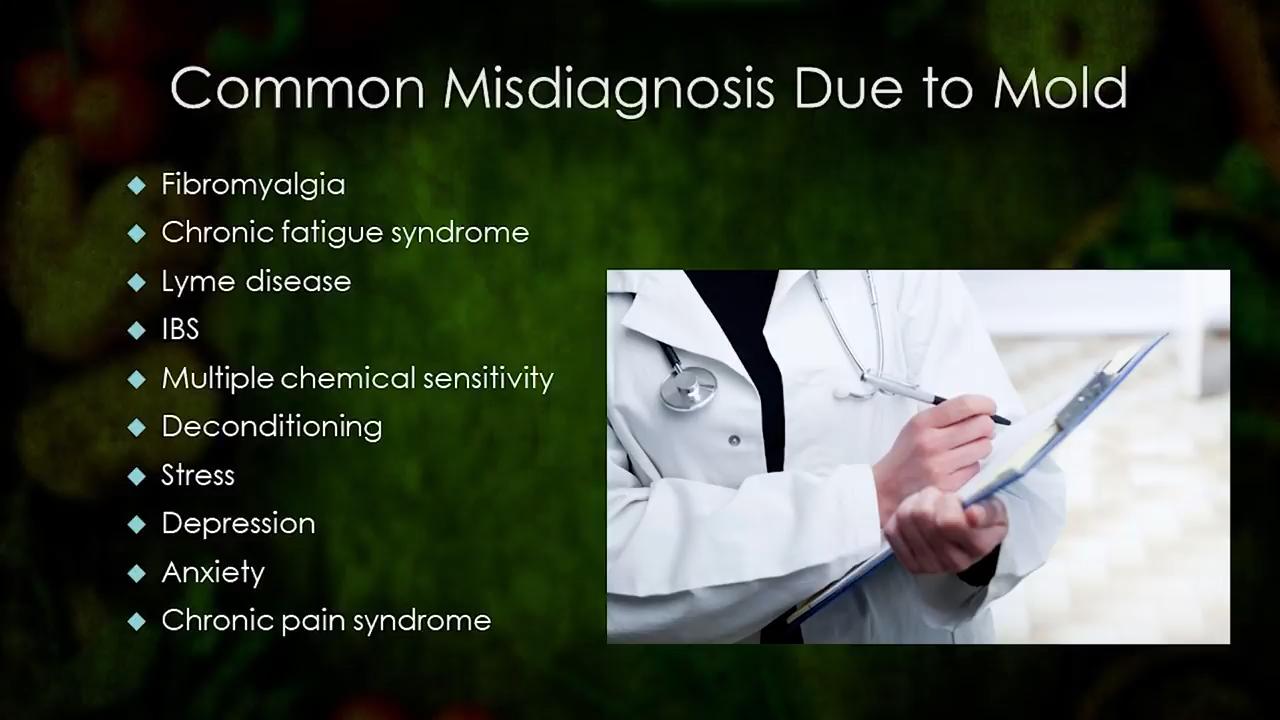 Common Misdiagnosis Due to Mold
Fibromyalgia
Chronic fatigue syndrome
Lyme disease
IBS
Multiple chemical sensitivity
Deconditioning
Stress
Depression
Anxiety
Chronic pain syndrome